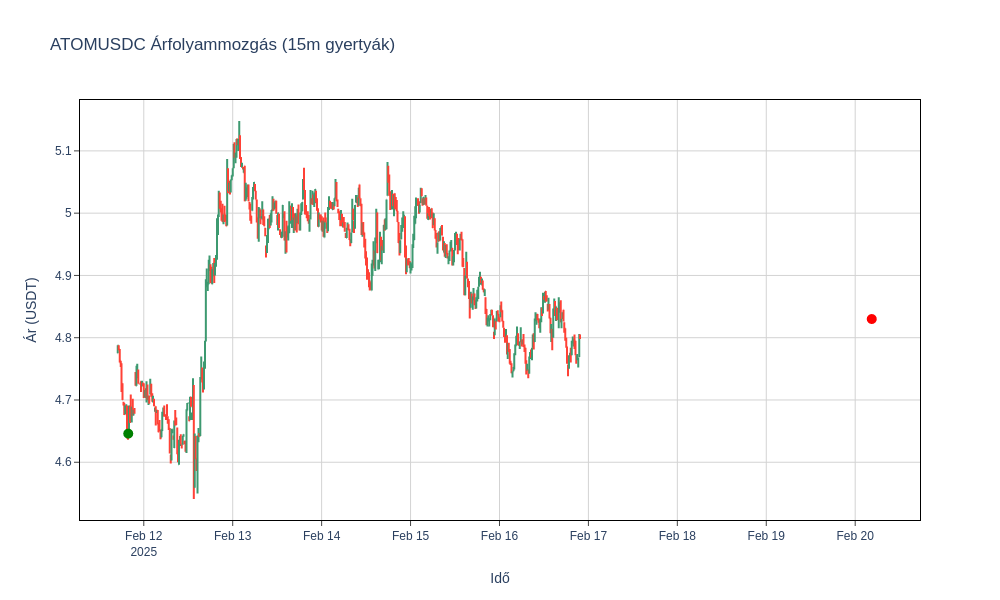 ATOMUSDC Árfolyammozgás (15m gyertyák)
Ár (USDT)
5.1
5
4.9
4.8
4.7
4.6
Feb 12
2025
Feb 13
Feb 14
Feb 15
Feb 16
Feb 17
Feb 18
Feb 19
Feb 20
Idő